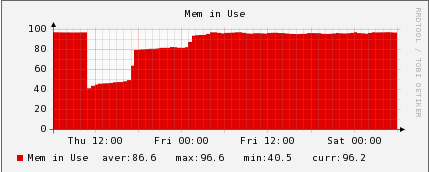 Mem in Use
100
80
60
40
20
0
Thu 12:00 Fri 00:00 Fri 12:00 Sat 00:00
Mem in Use aver:86.6 max:96.6 min:40.5 curr:96.2
RRDTOOL / TOBI OETIKER